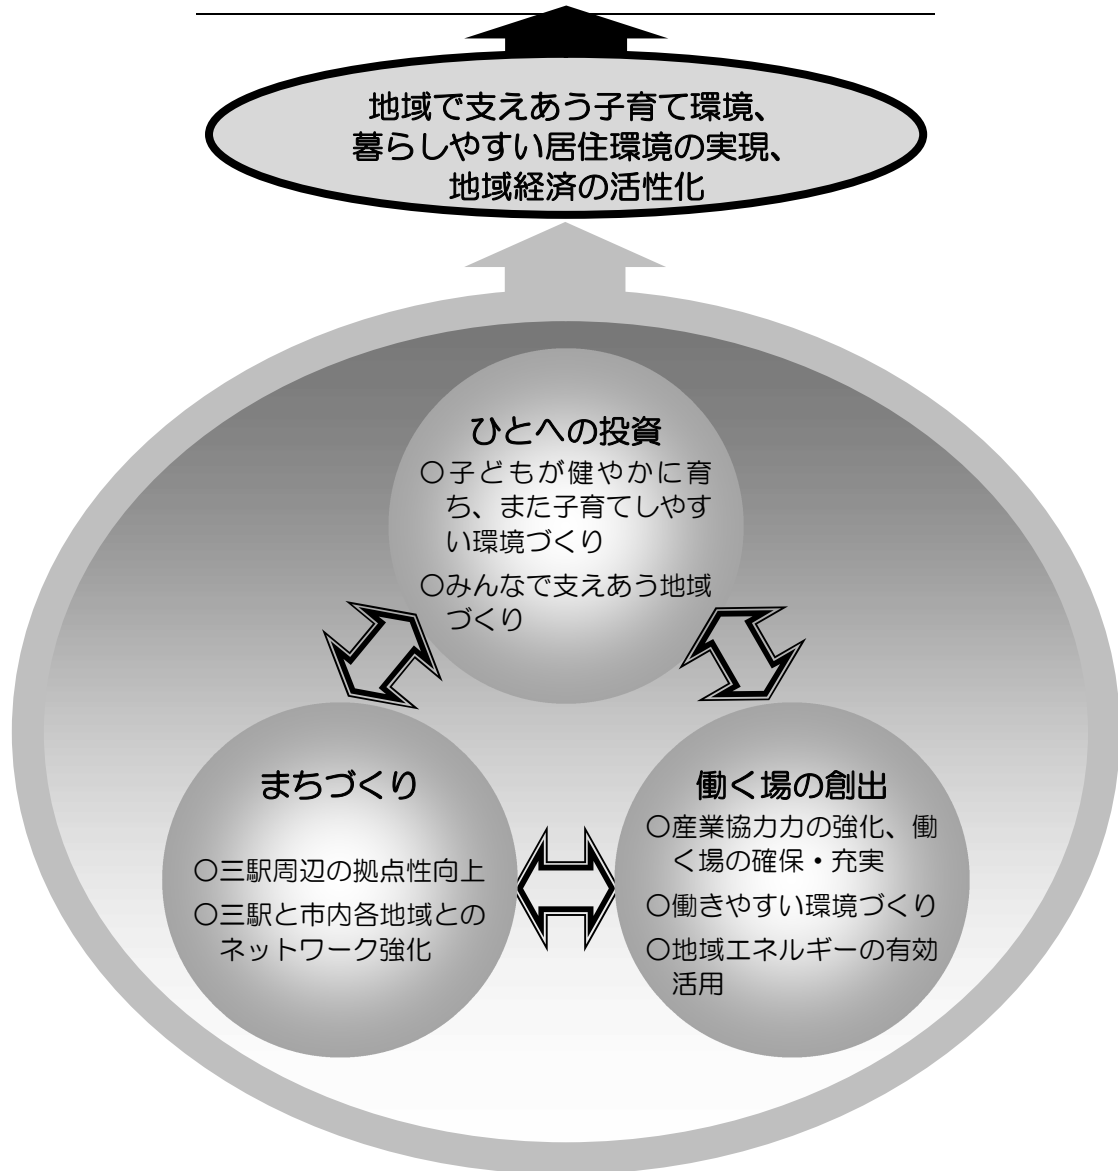 地域で支えあう子育て環境、
暮らしやすい居住環境の実現、
地域経済の活性化
ひとへの投資
○子どもが健やかに育
ち、また子育てしやす
い環境づくり
○みんなで支えあう地域
づくり
まちづくり
○三駅周辺の拠点性向上
○三駅と市内各地域との
ネットワーク強化
働く場の創出
○産業協力力の強化、働
く場の確保・充実
○働きやすい環境づくり
○地域エネルギーの有効
活用